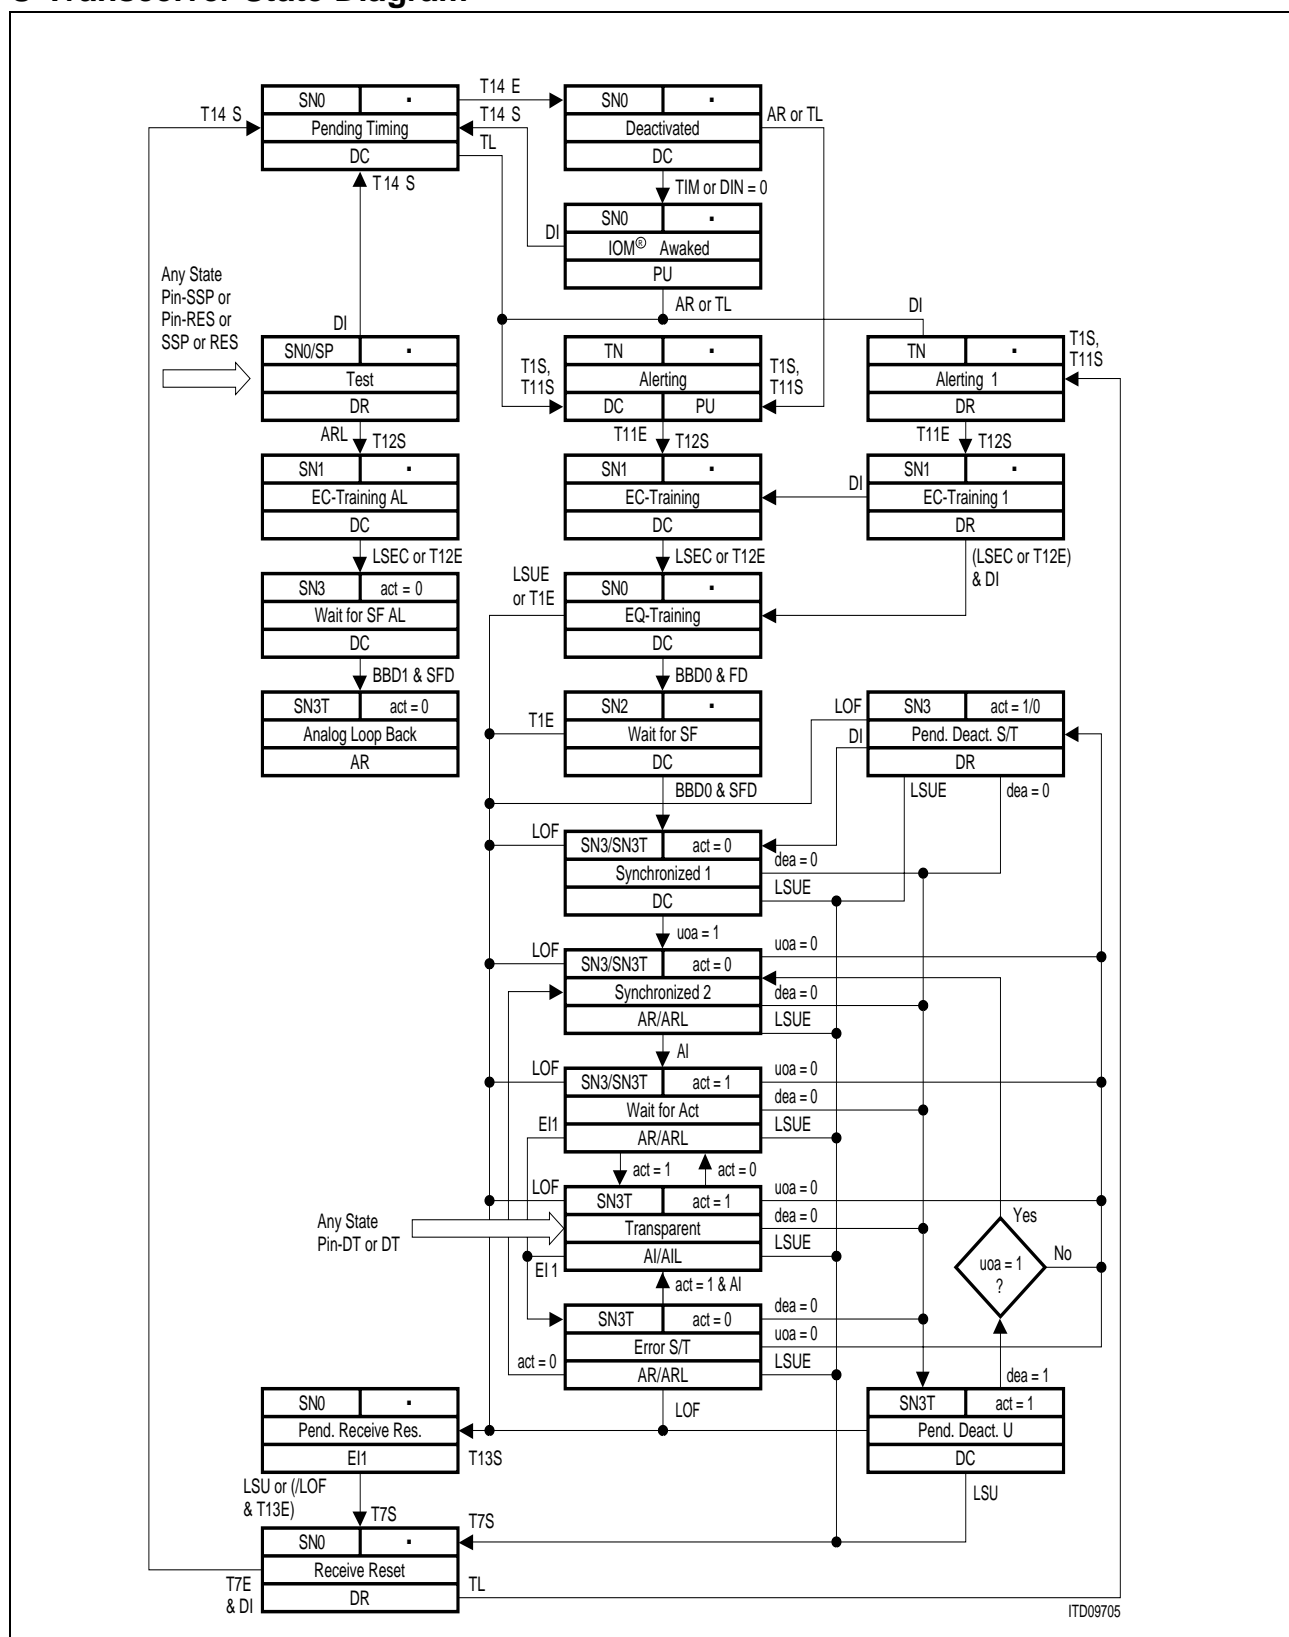 T14 S
SN0
.
Pending Timing
DC
T14 E
T14 S
TL
SN0
.
Deactivated
DC
AR or TL
T14 S
TIM or DIN = 0
DI
SN0
.
IOM® Awaked
PU
Any State
Pin-SSP or
Pin-RES or
SSP or RES
AR or TL
DI
DI
SN0/SP
.
Test
DR
T1S,
T11S
TN
.
Alerting
DC
PU
T1S,
T11S
TN
.
Alerting 1
DR
T1S,
T11S
ARL
T12S
T11E
T12S
T11E
T12S
SN1
.
EC-Training AL
DC
SN1
.
EC-Training
DC
DI
SN1
.
EC-Training 1
DR
LSEC or T12E
LSEC or T12E
(LSEC or T12E)
& DI
SN3
act = 0
Wait for SF AL
DC
LSUE
or T1E
SN0
.
EQ-Training
DC
BBD1 & SFD
BBD0 & FD
SN3T
act = 0
Analog Loop Back
AR
T1E
SN2
.
Wait for SF
DC
LOF
DI
SN3
act = 1/0
Pend. Deact. S/T
DR
BBD0 & SFD
LSUE
dea = 0
LOF
SN3/SN3T
act = 0
Synchronized 1
DC
dea = 0
LSUE
uoa = 1
LOF
SN3/SN3T
act = 0
Synchronized 2
AR/ARL
uoa = 0
dea = 0
LSUE
AI
LOF
SN3/SN3T
act = 1
Wait for Act
AR/ARL
uoa = 0
dea = 0
LSUE
EI1
act = 1
act = 0
LOF
SN3T
act = 1
Transparent
AI/AIL
uoa = 0
dea = 0
LSUE
Any State
Pin-DT or DT
EI 1
act = 1 & AI
Yes
uoa = 1
?
No
SN3T
act = 0
Error S/T
AR/ARL
dea = 0
uoa = 0
LSUE
act = 0
LOF
dea = 1
SN0
.
Pend. Receive Res.
EI1
T13S
SN3T
act = 1
Pend. Deact. U
DC
LSU or (/LOF
& T13E)
T7S
T7S
LSU
SN0
.
Receive Reset
DR
T7E
& DI
TL
ITD09705